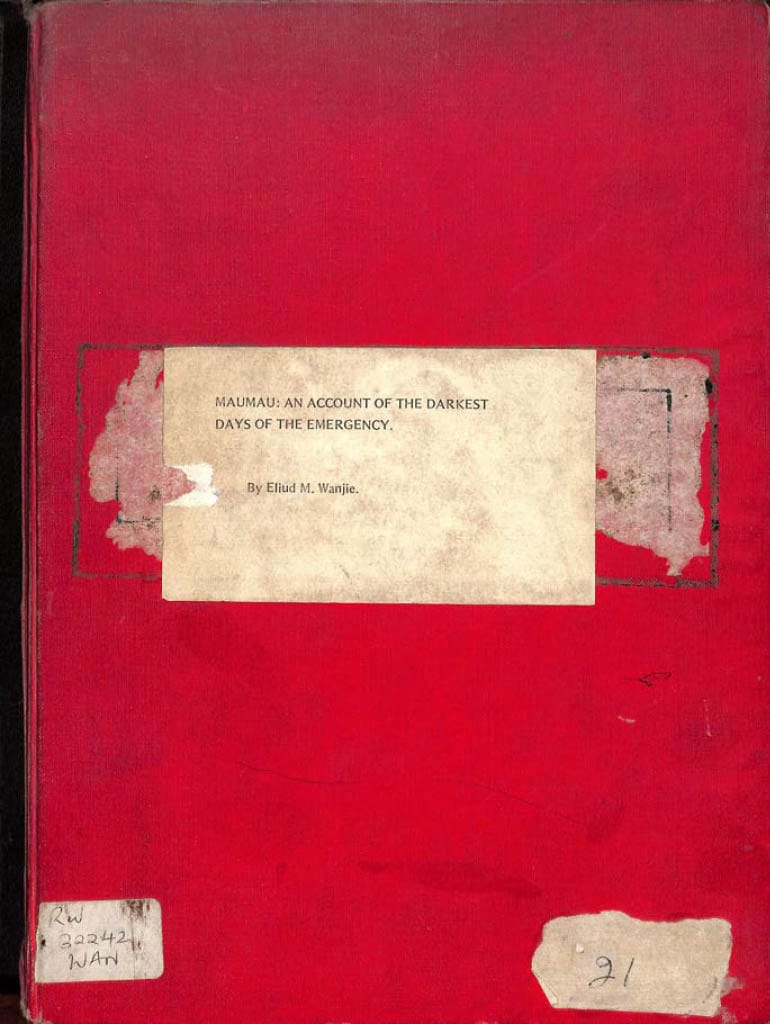 MAUMAU: AN ACCOUNT OF THE DARKEST
DAYS OF THE EMERGENCY.
By Eliud M. Wanjie.
RW
22242
WAN
21